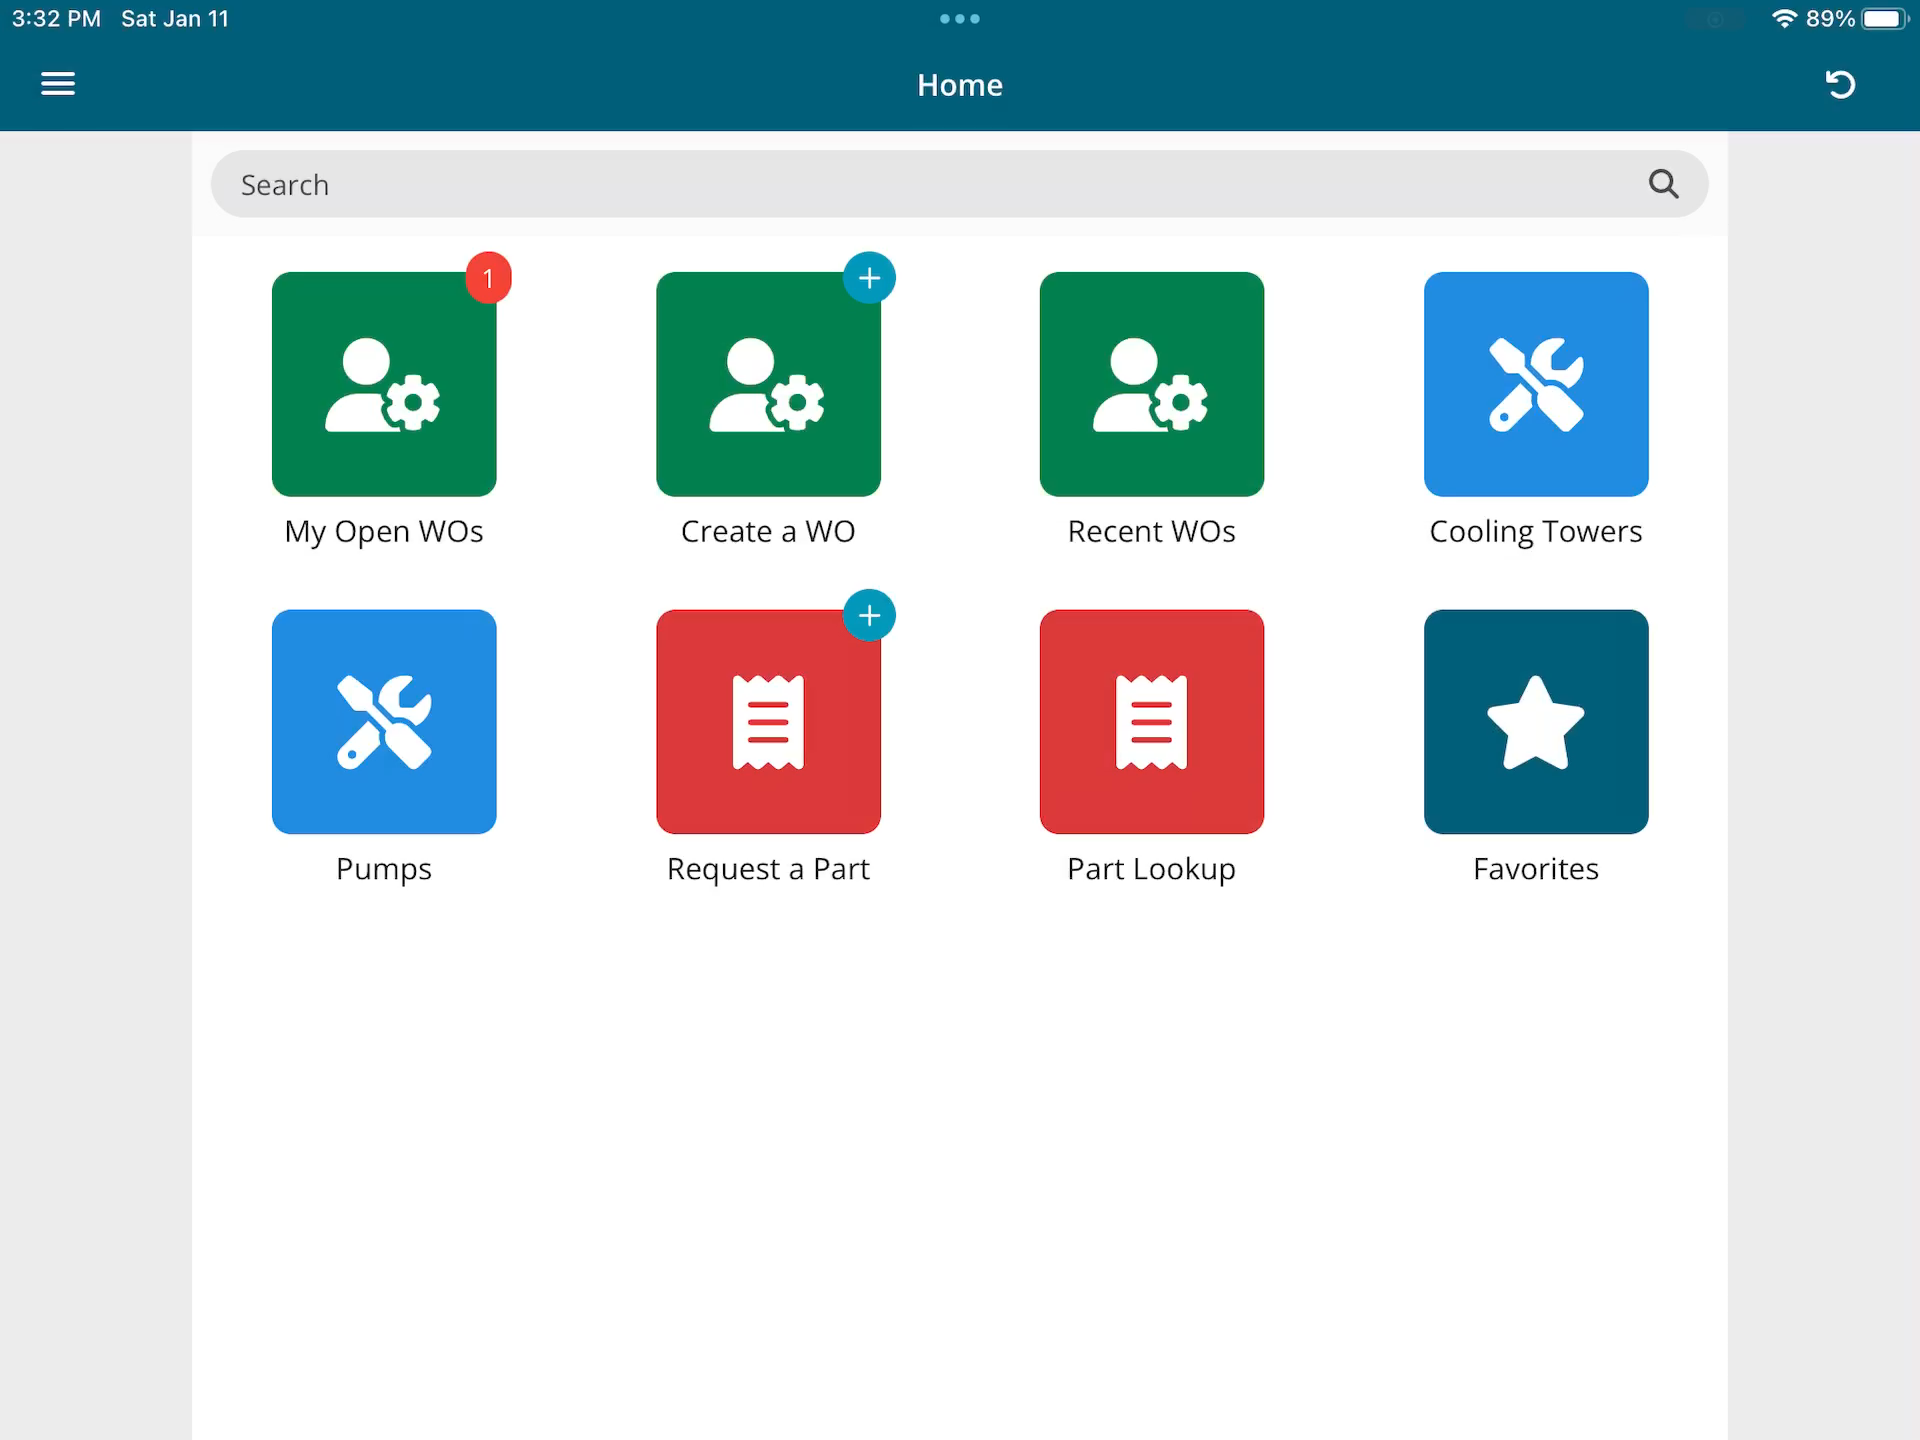 3:32 PM Sat Jan 11
89%
Home
Search
1
My Open WOs
Create a WO
Recent WOs
Cooling Towers
Pumps
Request a Part
Part Lookup
Favorites